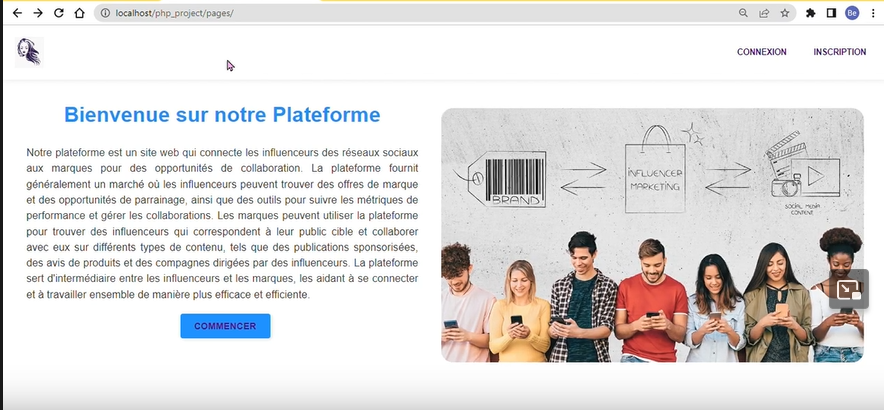 localhost/php_project/pages/
Be
CONNEXION INSCRIPTION
Bienvenue sur notre Plateforme
Notre plateforme est un site web qui connecte les influenceurs des réseaux sociaux
aux marques pour des opportunités de collaboration. La plateforme fournit
généralement un marché où les influenceurs peuvent trouver des offres de marque
et des opportunités de parrainage, ainsi que des outils pour suivre les métriques de
performance et gérer les collaborations. Les marques peuvent utiliser la plateforme
pour trouver des influenceurs qui correspondent à leur public cible et collaborer
avec eux sur différents types de contenu, tels que des publications sponsorisées,
des avis de produits et des compagnes dirigées par des influenceurs. La plateforme
sert d'intermédiaire entre les influenceurs et les marques, les aidant à se connecter
et à travailler ensemble de manière plus efficace et efficiente.
COMMENCER
BRAND
INFLUENCER
MARKETING
SOCIAL MEDIA
CONTENT